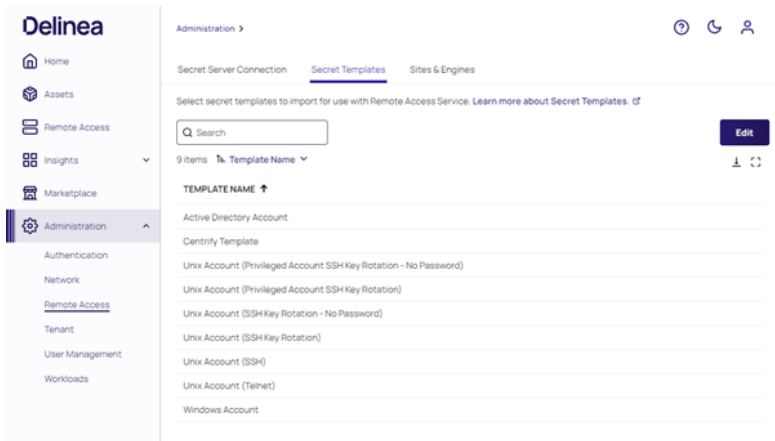 Delinea
Home
Assets
Remote Access
Insights
Marketplace
Administration
Authentication
Network
Remote Access
Tenant
User Management
Workloads
Administration >
Secret Server Connection Secret Templates Sites & Engines
Select secret templates to import for use with Remote Access Service. Learn more about Secret Templates.
Search
Edit
9 items Template Name
TEMPLATE NAME
Active Directory Account
Centrify Template
Unix Account (Privileged Account SSH Key Rotation - No Password)
Unix Account (Privileged Account SSH Key Rotation)
Unix Account (SSH Key Rotation - No Password)
Unix Account (SSH Key Rotation)
Unix Account (SSH)
Unix Account (Telnet)
Windows Account